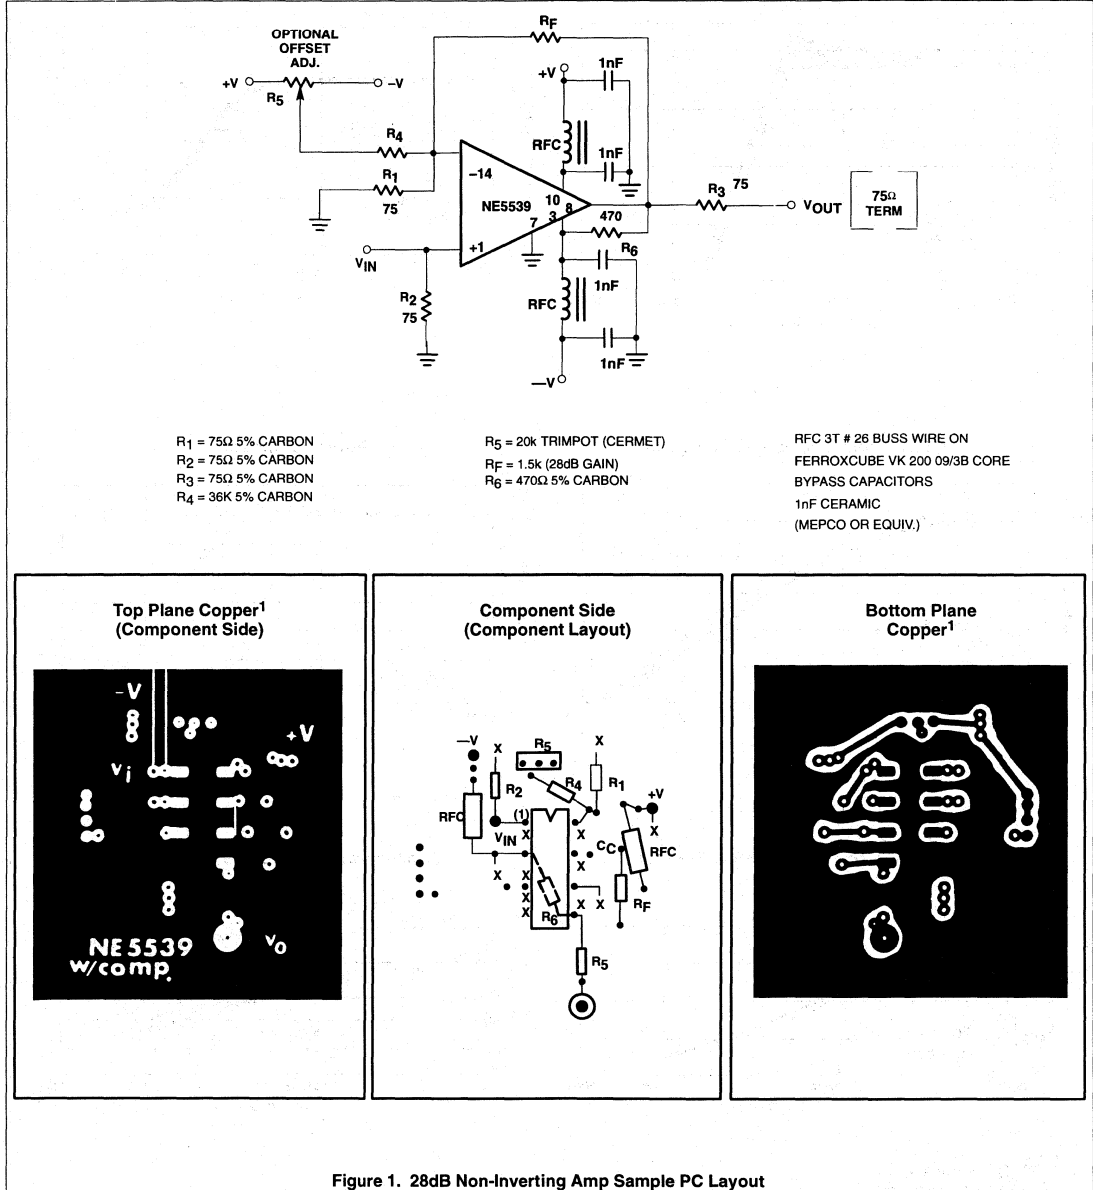 OPTIONAL
OFFSET
ADJ.
+V
–V
R5
R4
R1
75
VIN
R2
75
–14
+1
NE5539
10
8
3
7
RF
+V
1nF
RFC
1nF
470
R6
1nF
RFC
1nF
—V
R3 75
VOUT
75Ω
TERM
R1 = 75Ω 5% CARBON
R2 = 75Ω 5% CARBON
R3 = 75Ω 5% CARBON
R4 = 36K 5% CARBON
R5 = 20k TRIMPOT (CERMET)
RF = 1.5k (28dB GAIN)
R6 = 470Ω 5% CARBON
RFC 3T # 26 BUSS WIRE ON
FERROXCUBE VK 200 09/3B CORE
BYPASS CAPACITORS
1nF CERAMIC
(MEPCO OR EQUIV.)
Top Plane Copper1
(Component Side)
-V
+V
Vi
NE5539
w/comp.
Vo
Component Side
(Component Layout)
—V
X
R5
X
R2
R4
R1
+V
RFC
VIN
(1)
X
X
X
CC
RFC
X
X
X
X
X
X
X
R6
RF
R5
Bottom Plane
Copper1
Figure 1. 28dB Non-Inverting Amp Sample PC Layout